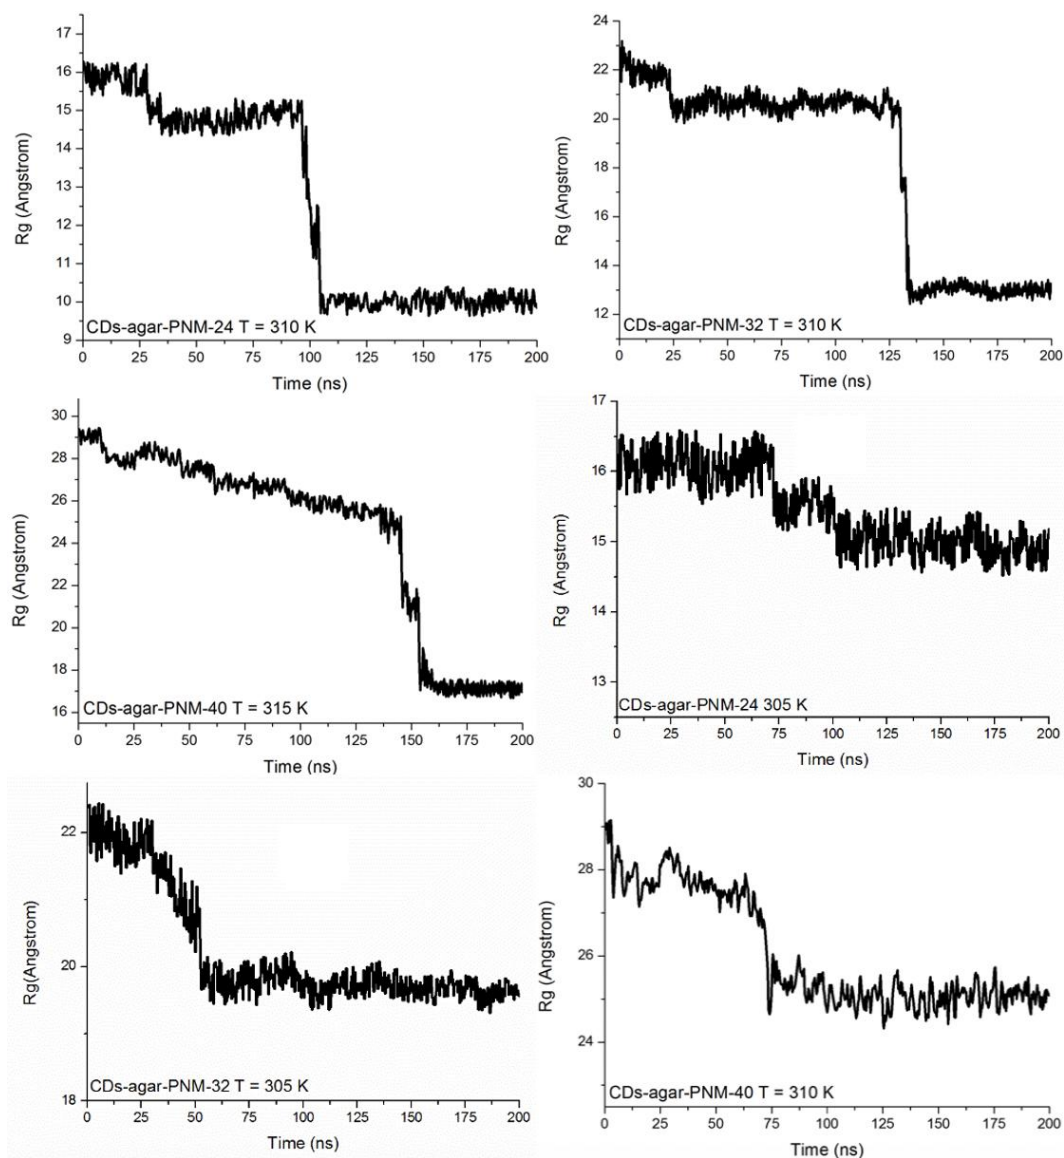 Rg (Angstrom)
17
16
15
14
13
12
11
10
9
CDs-agar-PNM-24 T = 310 K
0 25 50 75 100 125 150 175 200
Time (ns)
Rg (Angstrom)
24
22
20
18
16
14
12
CDs-agar-PNM-32 T = 310 K
0 25 50 75 100 125 150 175 200
Time (ns)
Rg (Angstrom)
30
28
26
24
22
20
18
16
CDs-agar-PNM-40 T = 315 K
0 25 50 75 100 125 150 175 200
Time (ns)
Rg (Angstrom)
17
16
15
14
13
CDs-agar-PNM-24 305 K
0 25 50 75 100 125 150 175 200
Time (ns)
Rg(Angstrom)
22
20
18
CDs-agar-PNM-32 T = 305 K
0 25 50 75 100 125 150 175 200
Time (ns)
Rg (Angstrom)
30
28
26
24
CDs-agar-PNM-40 T = 310 K
0 25 50 75 100 125 150 175 200
Time (ns)